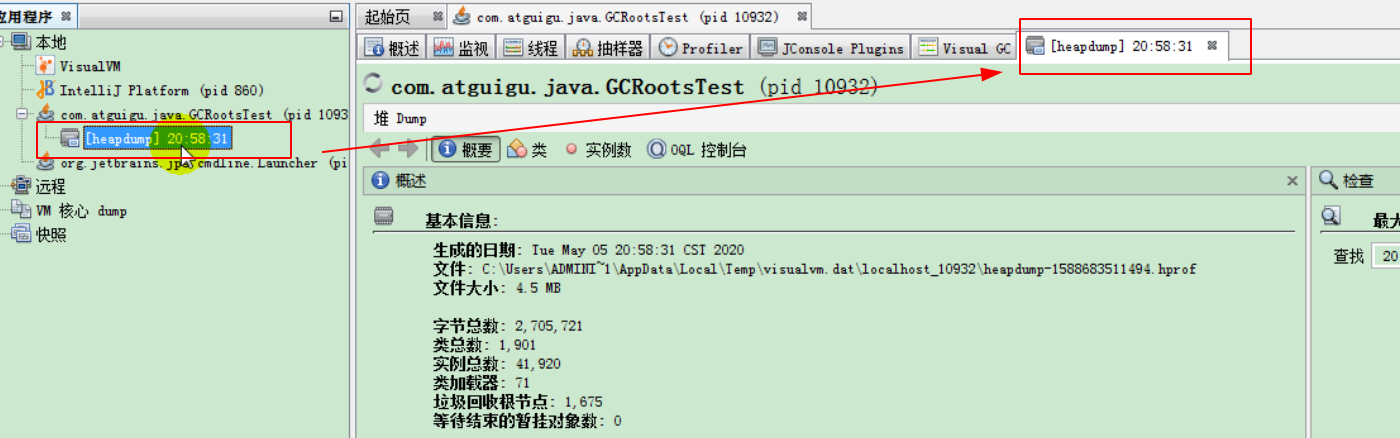 应用程序
本地
VisualVM
IntelliJ Platform (pid 860)
com.atguigu.java.GCRootsTest (pid 1093
[heapdump] 20:58:31
org.jetbrains.jps.cmdline.Launcher (pi
远程
VM 核心 dump
快照
起始页 com.atguigu.java.GCRootsTest (pid 10932)
概述 监视 线程 抽样器 Profiler JConsole Plugins Visual GC [heapdump] 20:58:31
com.atguigu.java.GCRootsTest (pid 10932)
堆 Dump
概要 类 实例数 OQL 控制台
概述
基本信息:
生成的日期: Tue May 05 20:58:31 CST 2020
文件: C:\Users\ADMINI~1\AppData\Local\Temp\visualvm.dat\localhost_10932\heapdump-1588683511494.hprof
文件大小: 4.5 MB
字节总数: 2,705,721
类总数: 1,901
实例总数: 41,920
类加载器: 71
垃圾回收根节点: 1,675
等待结束的暂挂对象数: 0
检查
最大
查找 20